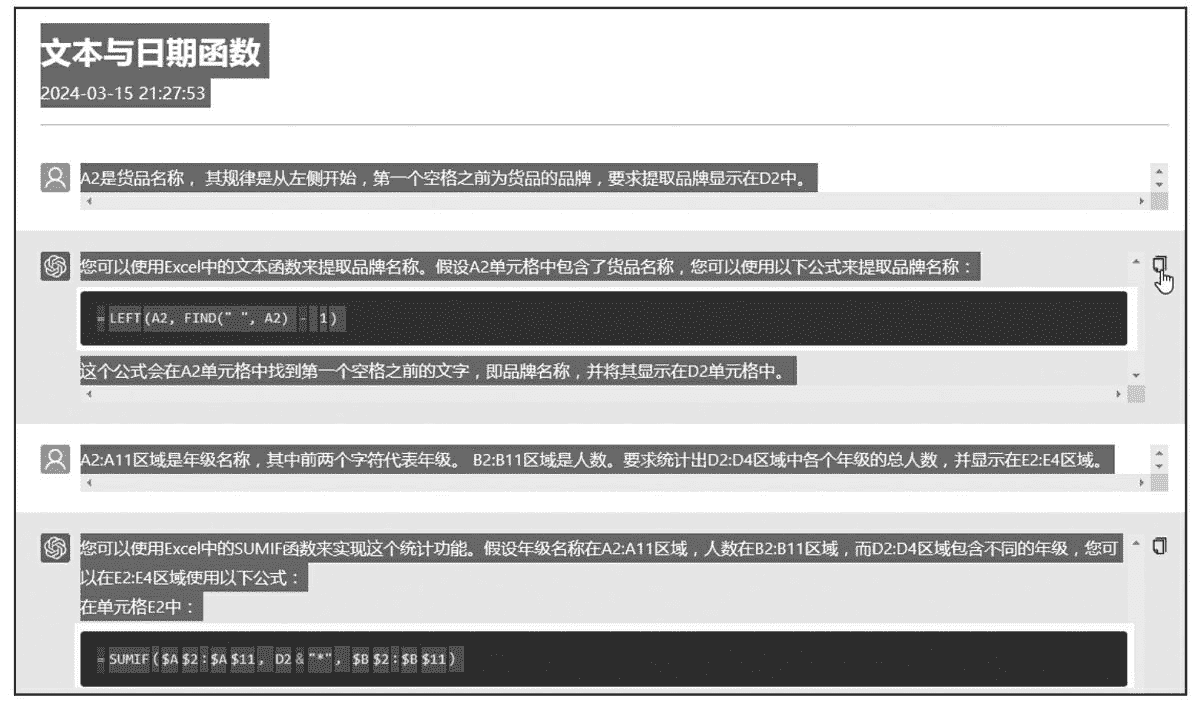 文本与日期函数
2024-03-15 21:27:53
A2是货品名称， 其规律是从左侧开始，第一个空格之前为货品的品牌，要求提取品牌显示在D2中。
您可以使用Excel中的文本函数来提取品牌名称。假设A2单元格中包含了货品名称，您可以使用以下公式来提取品牌名称：
=LEFT(A2, FIND(" ", A2) - 1)
这个公式会在A2单元格中找到第一个空格之前的文字，即品牌名称，并将其显示在D2单元格中。
A2:A11区域是年级名称，其中前两个字符代表年级。 B2:B11区域是人数。要求统计出D2:D4区域中各个年级的总人数，并显示在E2:E4区域。
您可以使用Excel中的SUMIF函数来实现这个统计功能。假设年级名称在A2:A11区域，人数在B2:B11区域，而D2:D4区域包含不同的年级，您可
以在E2:E4区域使用以下公式：
在单元格E2中：
=SUMIF($A$2:$A$11, D2&"*", $B$2:$B$11)